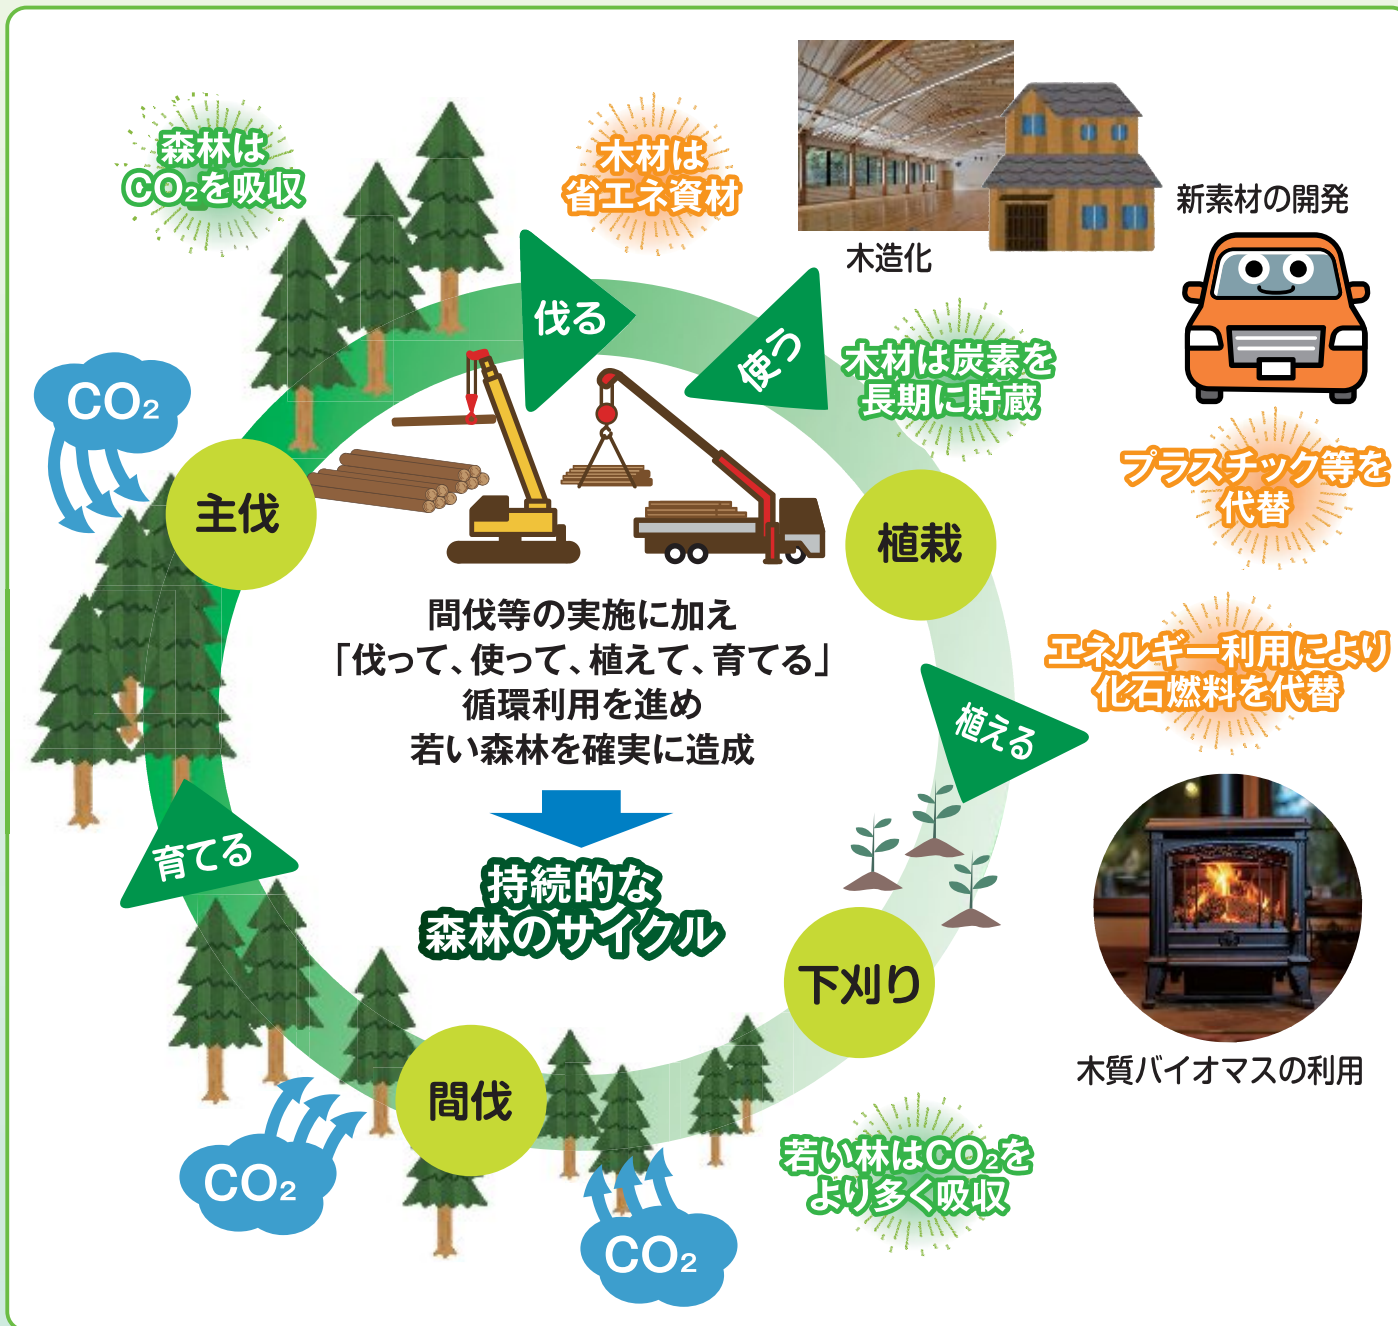 森林は
CO₂を吸収
木材は
省エネ資材
木造化
新素材の開発
伐る
使う
木材は炭素を
長期に貯蔵
CO₂
主伐
植栽
プラスチック等を
代替
間伐等の実施に加え
「伐って、使って、植えて、育てる」
循環利用を進め
若い森林を確実に造成
エネルギー利用により
化石燃料を代替
植える
育てる
持続的な
森林のサイクル
下刈り
木質バイオマスの利用
間伐
CO₂
CO₂
若い林はCO₂を
より多く吸収